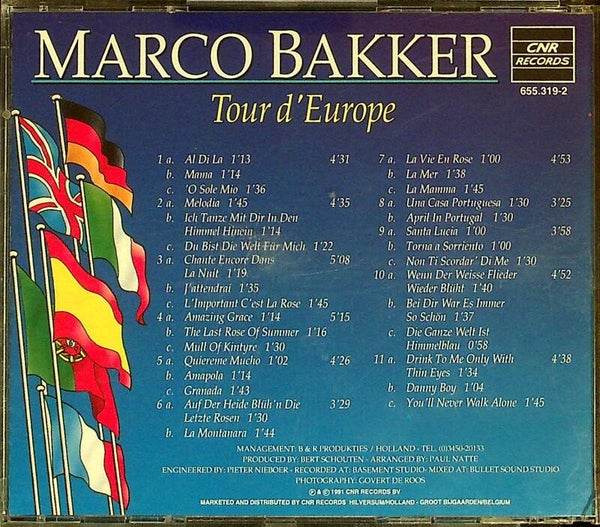 MARCO BAKKER
CNR
RECORDS
655.319-2
Tour d'Europe
1 a. Al Di La 1'13 4'31
b. Mama 1'14
c. 'O Sole Mio 1'36
2 a. Melodia 1'45 4'35
b. Ich Tanze Mit Dir In Den
Himmel Hinein 1'14
c. Du Bist Die Welt Für Mich 1'22
3 a. Chante Encore Dans 5'08
La Nuit 1'19
b. J'attendrai 1'35
c. L'Important C'est La Rose 1'45
4 a. Amazing Grace 1'14 5'15
b. The Last Rose Of Summer 1'16
c. Mull Of Kintyre 1'30
5 a. Quiereme Mucho 1'02 4'26
b. Amapola 1'14
c. Granada 1'43
6 a. Auf Der Heide Blüh'n Die 3'29
Letzte Rosen 1'30
b. La Montanara 1'44
7 a. La Vie En Rose 1'00 4'53
b. La Mer 1'38
c. La Mamma 1'45
8 a. Una Casa Portuguesa 1'30 3'25
b. April In Portugal 1'30
9 a. Santa Lucia 1'00 3'58
b. Torna a Sorriento 1'00
c. Non Ti Scordar' Di Me 1'30
10 a. Wenn Der Weisse Flieder 4'52
Wieder Blüht 1'40
b. Bei Dir War Es Immer
So Schön 1'37
c. Die Ganze Welt Ist
Himmelblau 0'58
11 a. Drink To Me Only With 4'38
Thin Eyes 1'34
b. Danny Boy 1'04
c. You'll Never Walk Alone 1'45
MANAGEMENT: B & R PRODUKTIES / HOLLAND - TEL. (0)3450-20133
PRODUCED BY: BERT SCHOUTEN - ARRANGED BY: PAUL NATTE
ENGINEERED BY: PIETER NIEBOER - RECORDED AT: BASEMENT STUDIO- MIXED AT: BULLET SOUND STUDIO
PHOTOGRAPHY: GOVERT DE ROOS
℗ & © 1991 CNR RECORDS BV
MARKETED AND DISTRIBUTED BY CNR RECORDS HILVERSUM/HOLLAND - GROOT BIJGAARDEN/BELGIUM